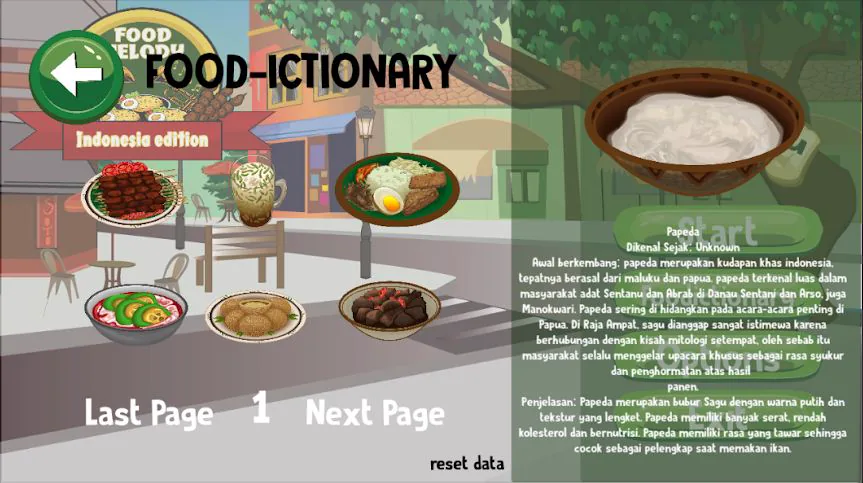 FOOD
MELODY
FOOD-ICTIONARY
Indonesia edition
Last Page 1 Next Page
reset data
Start
Options
Exit
Papeda
Dikenal Sejak: Unknown
Awal berkembang: papeda merupakan kudapan khas indonesia,
tepatnya berasal dari maluku dan papua. papeda terkenal luas dalam
masyarakat adat Sentanu dan Abrab di Danau Sentani dan Arso, juga
Manokwari. Papeda sering di hidangkan pada acara-acara penting di
Papua. Di Raja Ampat, sagu dianggap sangat istimewa karena
berhubungan dengan kisah mitologi setempat, oleh sebab itu
masyarakat selalu menggelar upacara khusus sebagai rasa syukur
dan penghormatan atas hasil
panen.
Penjelasan: Papeda merupakan bubur Sagu dengan warna putih dan
tekstur yang lengket. Papeda memiliki banyak serat, rendah
kolesterol dan bernutrisi. Papeda memiliki rasa yang tawar sehingga
cocok sebagai pelengkap saat memakan ikan.